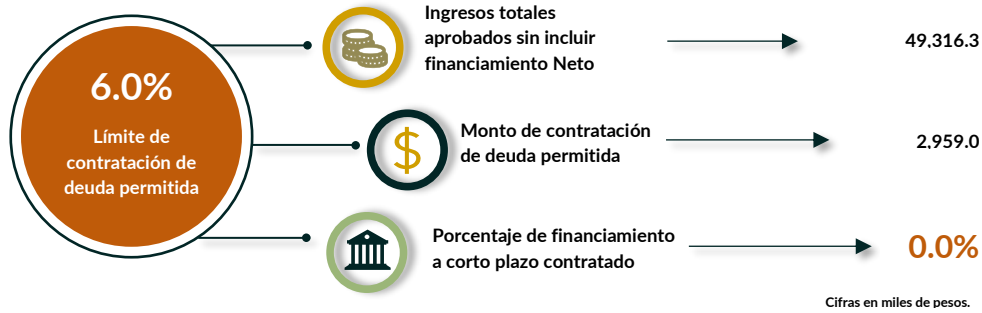 6.0%
Límite de
contratación de
deuda permitida
Ingresos totales
aprobados sin incluir
financiamiento Neto
49,316.3
$
Monto de contratación
de deuda permitida
2,959.0
Porcentaje de financiamiento
a corto plazo contratado
0.0%
Cifras en miles de pesos.